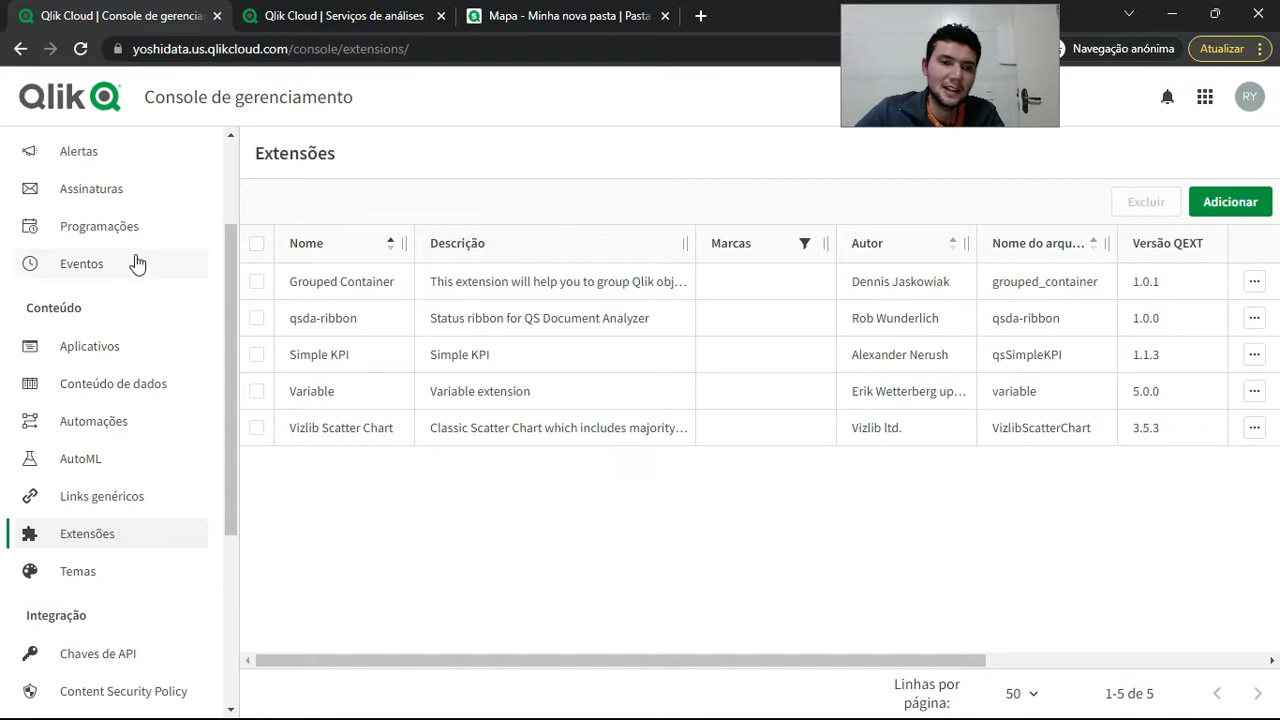 Qlik Cloud | Console de gerencia
Qlik Cloud | Serviços de análises
Mapa - Minha nova pasta | Pasta
yoshidata.us.qlikcloud.com/console/extensions/
Navegação anónima
Atualizar
Qlik
Console de gerenciamento
RY
Alertas
Assinaturas
Programações
Eventos
Conteúdo
Aplicativos
Conteúdo de dados
Automações
AutoML
Links genéricos
Extensões
Temas
Integração
Chaves de API
Content Security Policy
Extensões
Excluir
Adicionar
Nome Descrição Marcas Autor Nome do arqu... Versão QEXT
Grouped Container This extension will help you to group Qlik obj... Dennis Jaskowiak grouped_container 1.0.1
qsda-ribbon Status ribbon for QS Document Analyzer Rob Wunderlich qsda-ribbon 1.0.0
Simple KPI Simple KPI Alexander Nerush qsSimpleKPI 1.1.3
Variable Variable extension Erik Wetterberg up... variable 5.0.0
Vizlib Scatter Chart Classic Scatter Chart which includes majority... Vizlib ltd. VizlibScatterChart 3.5.3
Linhas por
página:
50
1-5 de 5